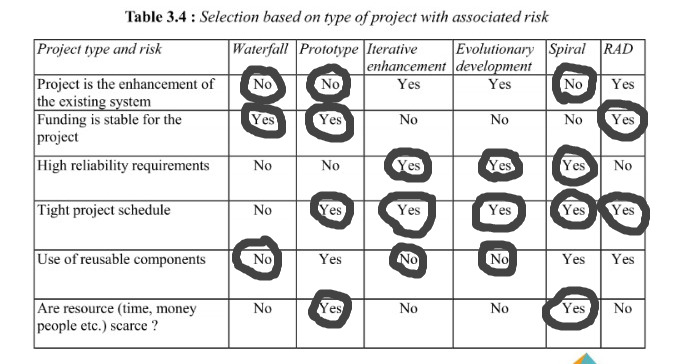 Table 3.4 : Selection based on type of project with associated risk
Project type and risk Waterfall Prototype Iterative enhancement Evolutionary development Spiral RAD
Project is the enhancement of the existing system No No Yes Yes No Yes
Funding is stable for the project Yes Yes No No No Yes
High reliability requirements No No Yes Yes Yes No
Tight project schedule No Yes Yes Yes Yes Yes
Use of reusable components No Yes No No Yes Yes
Are resource (time, money people etc.) scarce ? No Yes No No Yes No